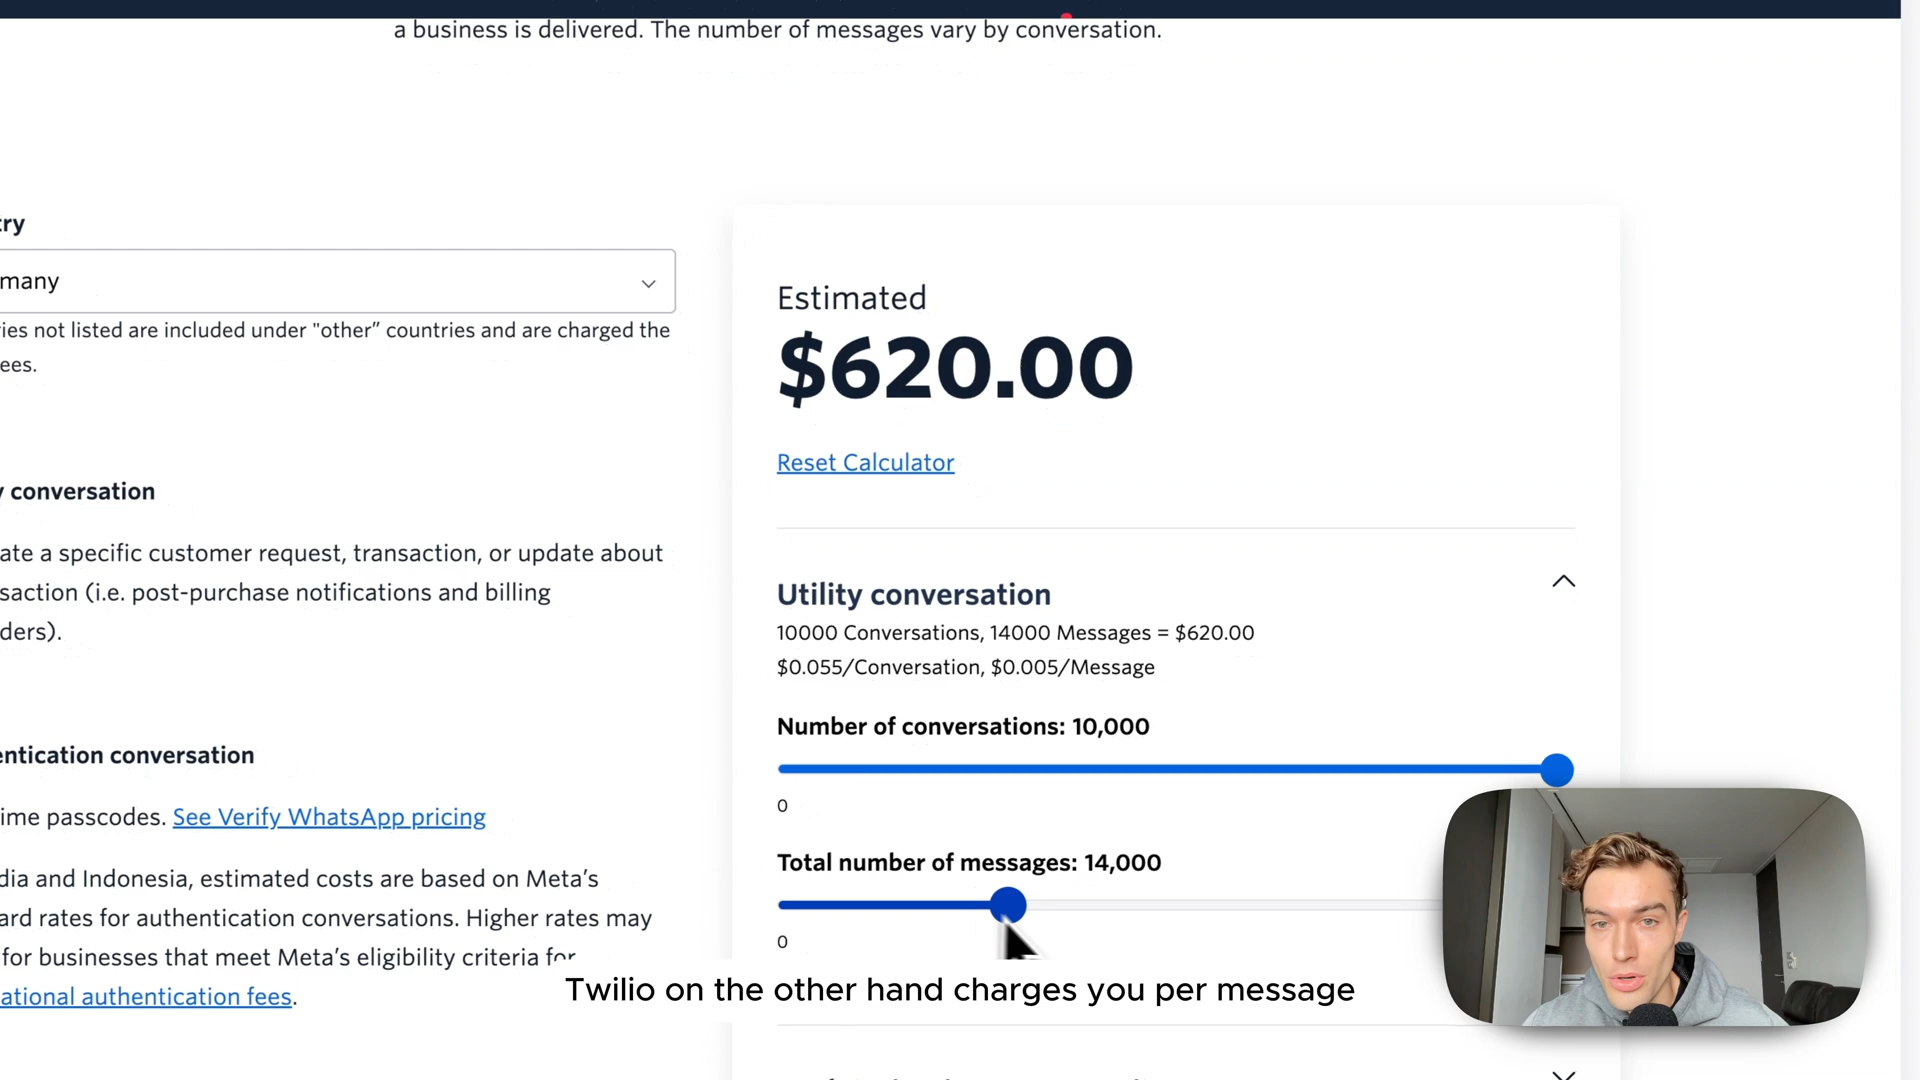 a business is delivered. The number of messages vary by conversation.
try
many
ies not listed are included under "other” countries and are charged the
ees.
y conversation
ate a specific customer request, transaction, or update about
saction (i.e. post-purchase notifications and billing
ders).
entication conversation
ime passcodes. See Verify WhatsApp pricing
dia and Indonesia, estimated costs are based on Meta’s
ard rates for authentication conversations. Higher rates may
for businesses that meet Meta’s eligibility criteria for
ational authentication fees.
Estimated
$620.00
Reset Calculator
Utility conversation
10000 Conversations, 14000 Messages = $620.00
$0.055/Conversation, $0.005/Message
Number of conversations: 10,000
0
Total number of messages: 14,000
0
Twilio on the other hand charges you per message